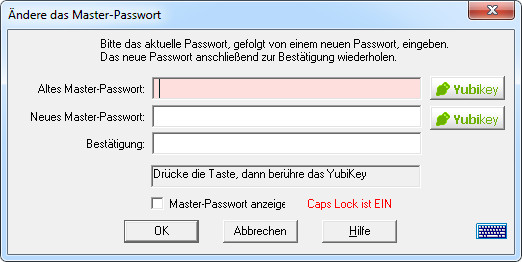 Ändere das Master-Passwort
Bitte das aktuelle Passwort, gefolgt von einem neuen Passwort, eingeben.
Das neue Passwort anschließend zur Bestätigung wiederholen.
Altes Master-Passwort:
Yubikey
Neues Master-Passwort:
Yubikey
Bestätigung:
Drücke die Taste, dann berühre das YubiKey
Master-Passwort anzeige
Caps Lock ist EIN
OK
Abbrechen
Hilfe